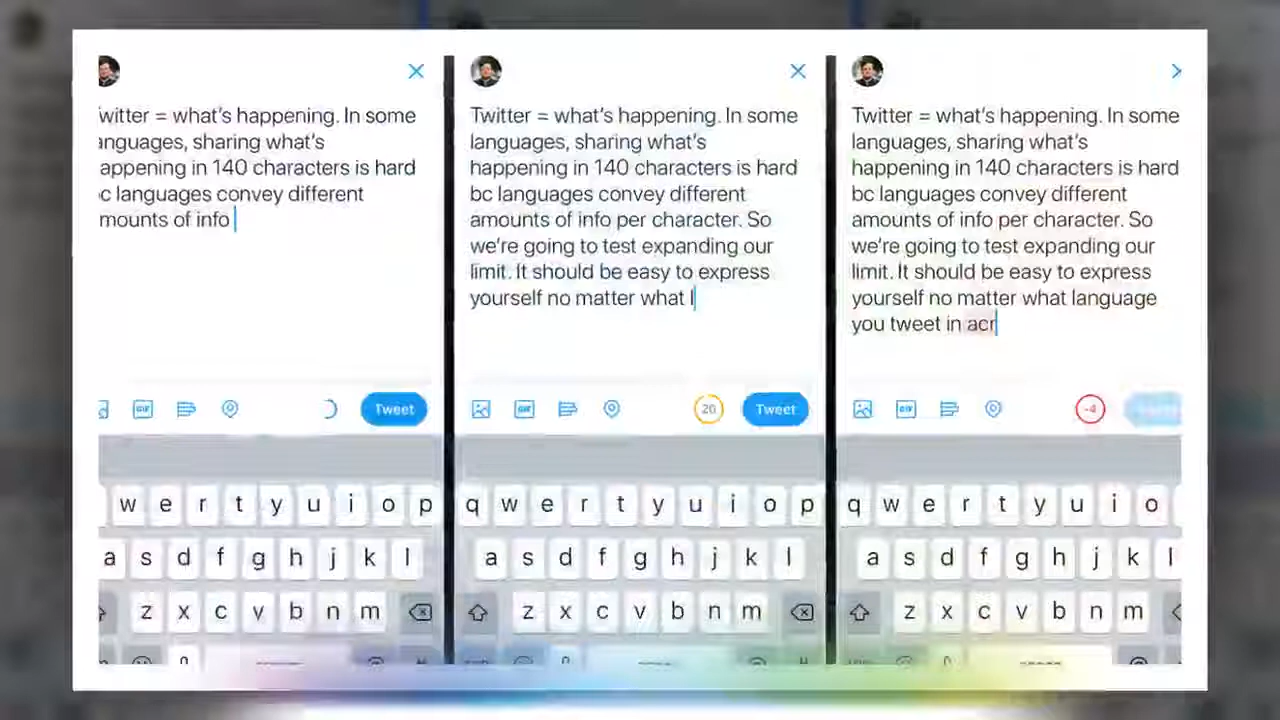 witter = what's happening. In some
anguages, sharing what's
appening in 140 characters is hard
c languages convey different
mounts of info
GIF
Tweet
w e r t y u i o p
a s d f g h j k l
z x c v b n m
Twitter = what's happening. In some
languages, sharing what's
happening in 140 characters is hard
bc languages convey different
amounts of info per character. So
we're going to test expanding our
limit. It should be easy to express
yourself no matter what l
GIF
20
Tweet
q w e r t y u i o p
a s d f g h j k l
z x c v b n m
Twitter = what's happening. In some
languages, sharing what's
happening in 140 characters is hard
bc languages convey different
amounts of info per character. So
we're going to test expanding our
limit. It should be easy to express
yourself no matter what language
you tweet in acr
GIF
-4
q w e r t y u i o
a s d f g h j k l
z x c v b n m